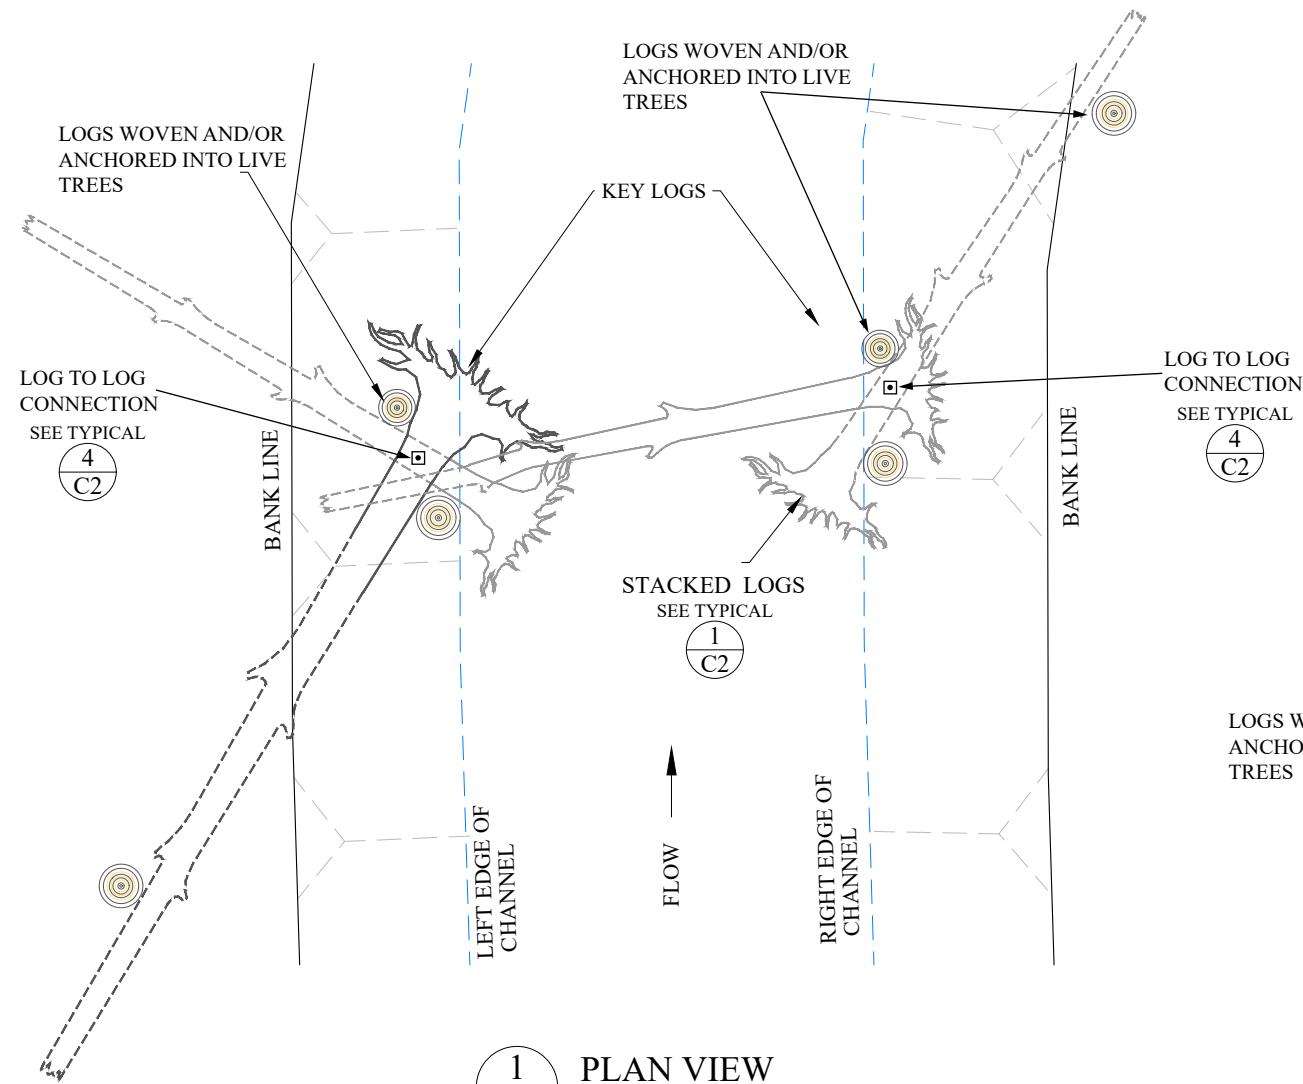 LOGS WOVEN AND/OR
ANCHORED INTO LIVE
TREES
LOGS WOVEN AND/OR
ANCHORED INTO LIVE
TREES
KEY LOGS
LOG TO LOG
CONNECTION
SEE TYPICAL
4
C2
LOG TO LOG
CONNECTION
SEE TYPICAL
4
C2
BANK LINE
BANK LINE
STACKED LOGS
SEE TYPICAL
1
C2
LEFT EDGE OF
CHANNEL
FLOW
RIGHT EDGE OF
CHANNEL
LOGS W
ANCHO
TREES
1
PLAN VIEW